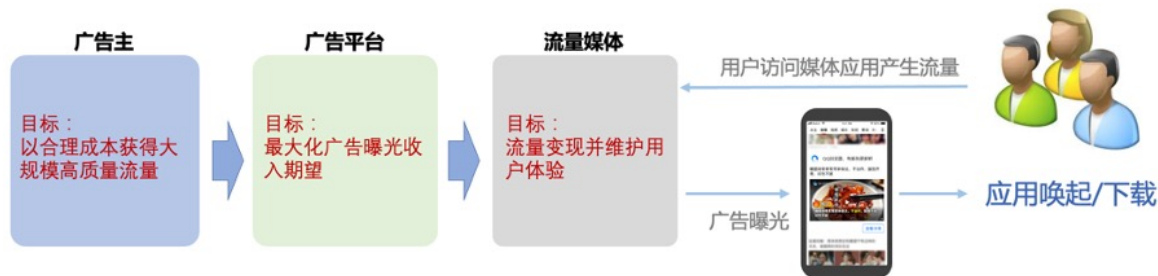 广告主
广告平台
流量媒体
目标：
以合理成本获得大
规模高质量流量
目标：
最大化广告曝光收
入期望
目标：
流量变现并维护用
户体验
用户访问媒体应用产生流量
广告曝光
应用唤起/下载